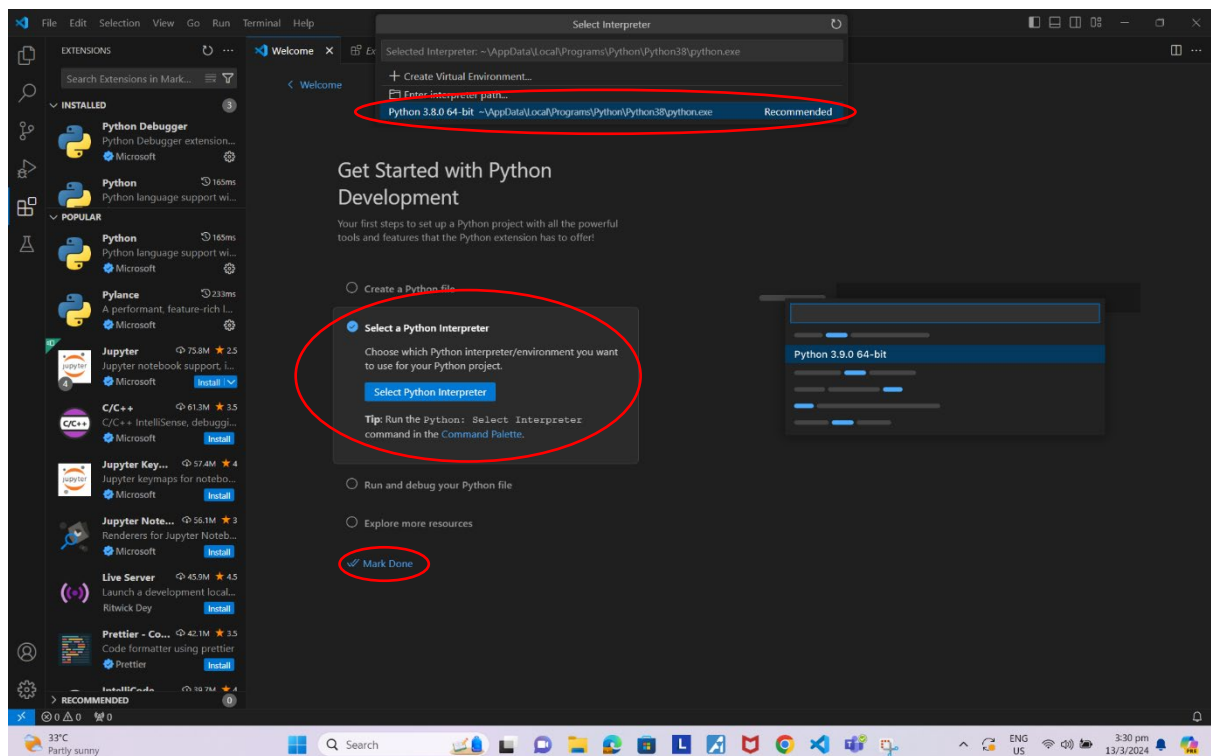 File Edit Selection View Go Run Terminal Help
Select Interpreter
EXTENSIONS
Welcome
Ex
Selected Interpreter: ~\AppData\Local\Programs\Python\Python38\python.exe
Search Extensions in Mark...
+ Create Virtual Environment...
< Welcome
Enter interpreter path...
Python 3.8.0 64-bit ~\AppData\Local\Programs\Python\Python38\python.exe Recommended
INSTALLED 3
Python Debugger
Python Debugger extension...
Microsoft
Python 165ms
Python language support wi...
POPULAR
Python 165ms
Python language support wi...
Microsoft
Pylance 233ms
A performant, feature-rich l...
Microsoft
Jupyter 75.8M ★ 2.5
Jupyter notebook support, i...
jupyter
4
Microsoft Install
C/C++ 61.3M ★ 3.5
C/C++ IntelliSense, debuggi...
C/C++
Microsoft Install
Jupyter Key... 57.4M ★ 4
Jupyter keymaps for notebo...
jupyter
Microsoft Install
Jupyter Note... 56.1M ★ 3
Renderers for Jupyter Noteb...
Microsoft Install
Live Server 45.9M ★ 4.5
Launch a development local...
Ritwick Dey Install
Prettier - Co... 42.1M ★ 3.5
Code formatter using prettier
Prettier Install
IntelliCode 39.7M ★ 4
RECOMMENDED 0
Get Started with Python
Development
Your first steps to set up a Python project with all the powerful
tools and features that the Python extension has to offer!
Create a Python file
Select a Python Interpreter
Choose which Python interpreter/environment you want
to use for your Python project.
Select Python Interpreter
Tip: Run the Python: Select Interpreter
command in the Command Palette.
Run and debug your Python file
Explore more resources
Mark Done
Python 3.9.0 64-bit
0 0 0
33°C
Partly sunny
Search
L
ENG
US
3:30 pm
13/3/2024
PRE